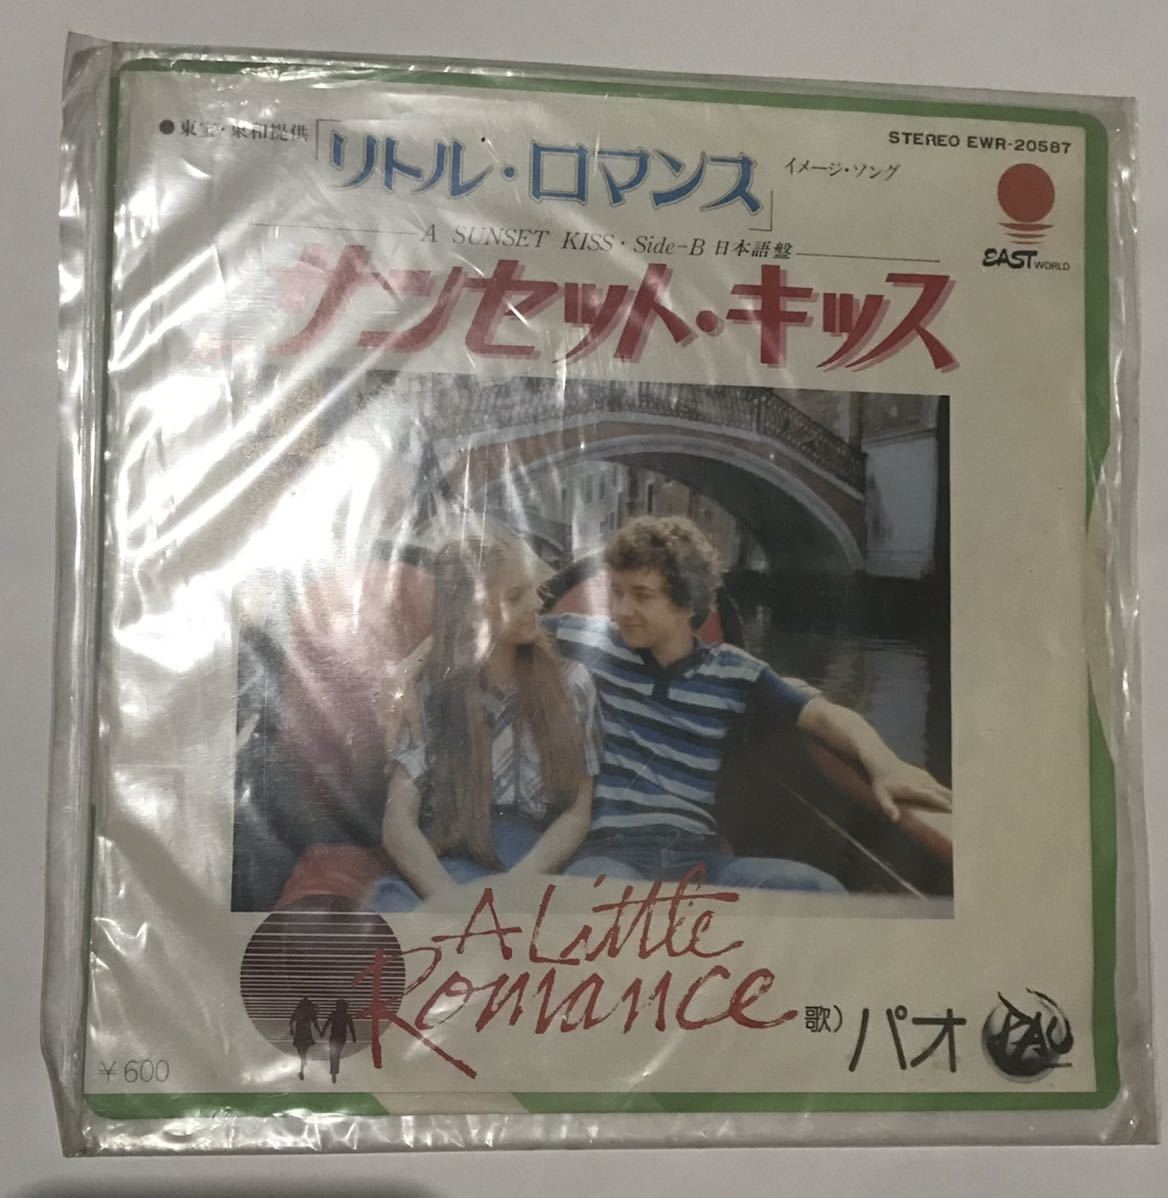 ●東宝・東和提供「リトル・ロマンス」イメージ・ソング
STEREO EWR-20587
EAST WORLD
A SUNSET KISS・Side-B 日本語盤
サンセット・キッス
A Little
Romance
歌)パオ
PAO
¥600